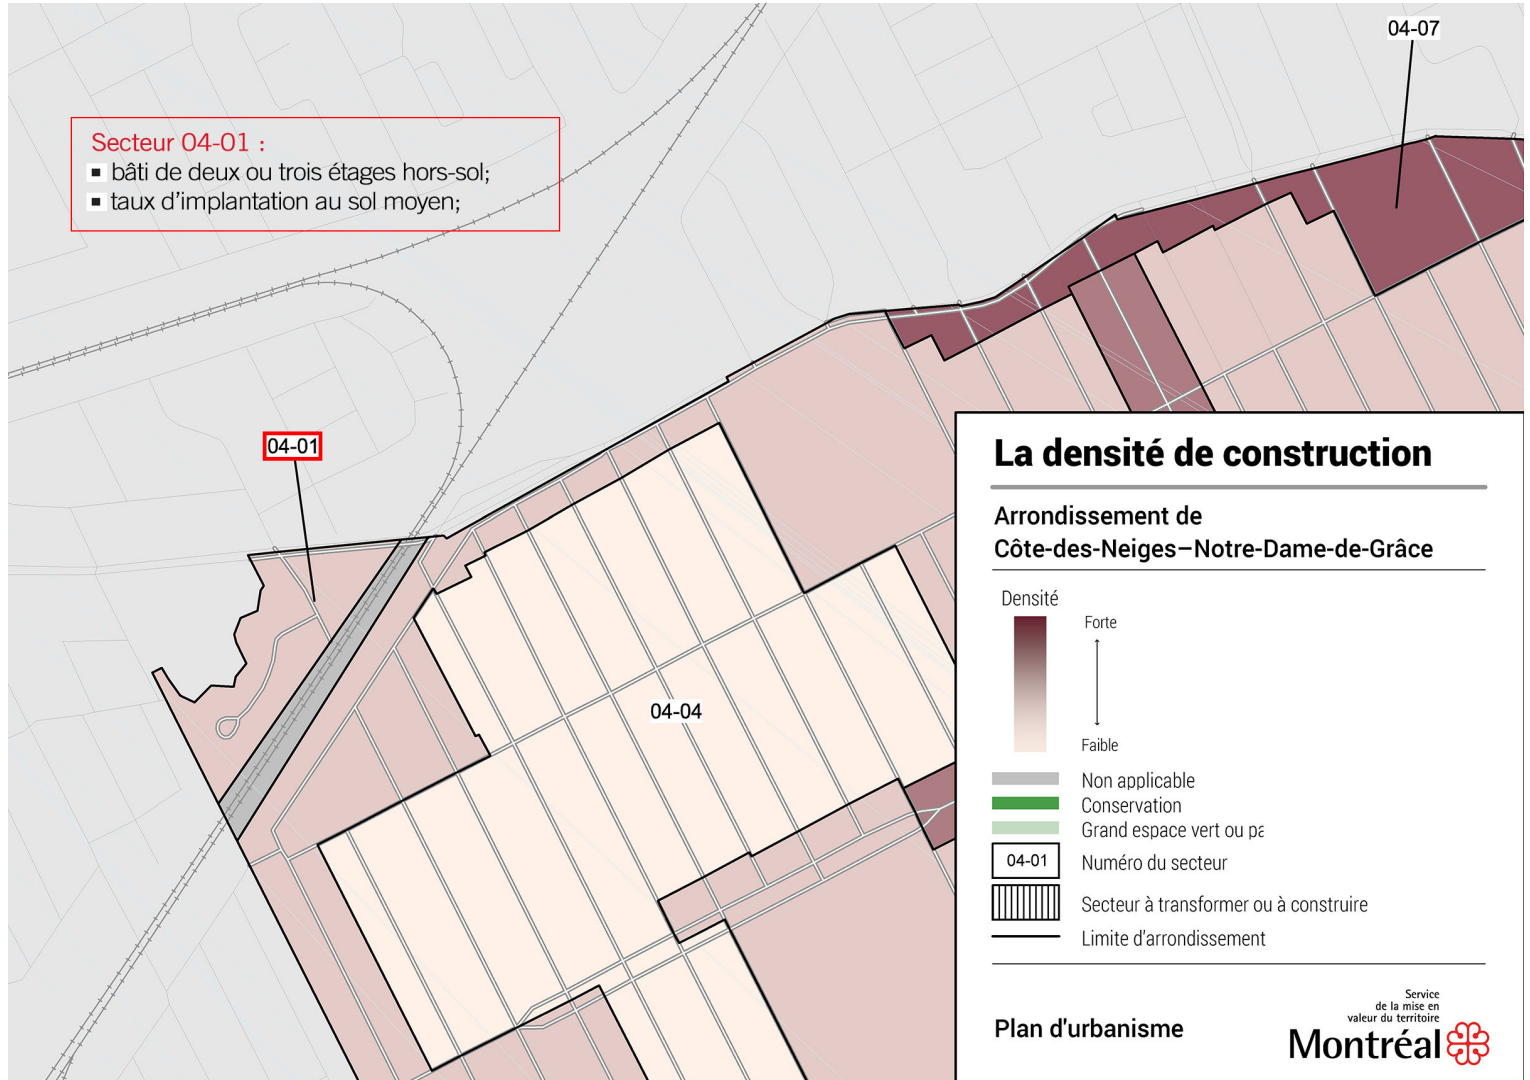 04-07
Secteur 04-01 :
▪ bâti de deux ou trois étages hors-sol;
▪ taux d'implantation au sol moyen;
04-01
04-04
La densité de construction
Arrondissement de
Côte-des-Neiges–Notre-Dame-de-Grâce
Densité
Forte
Faible
Non applicable
Conservation
Grand espace vert ou pa
04-01 Numéro du secteur
Secteur à transformer ou à construire
Limite d'arrondissement
Plan d'urbanisme
Service
de la mise en
valeur du territoire
Montréal